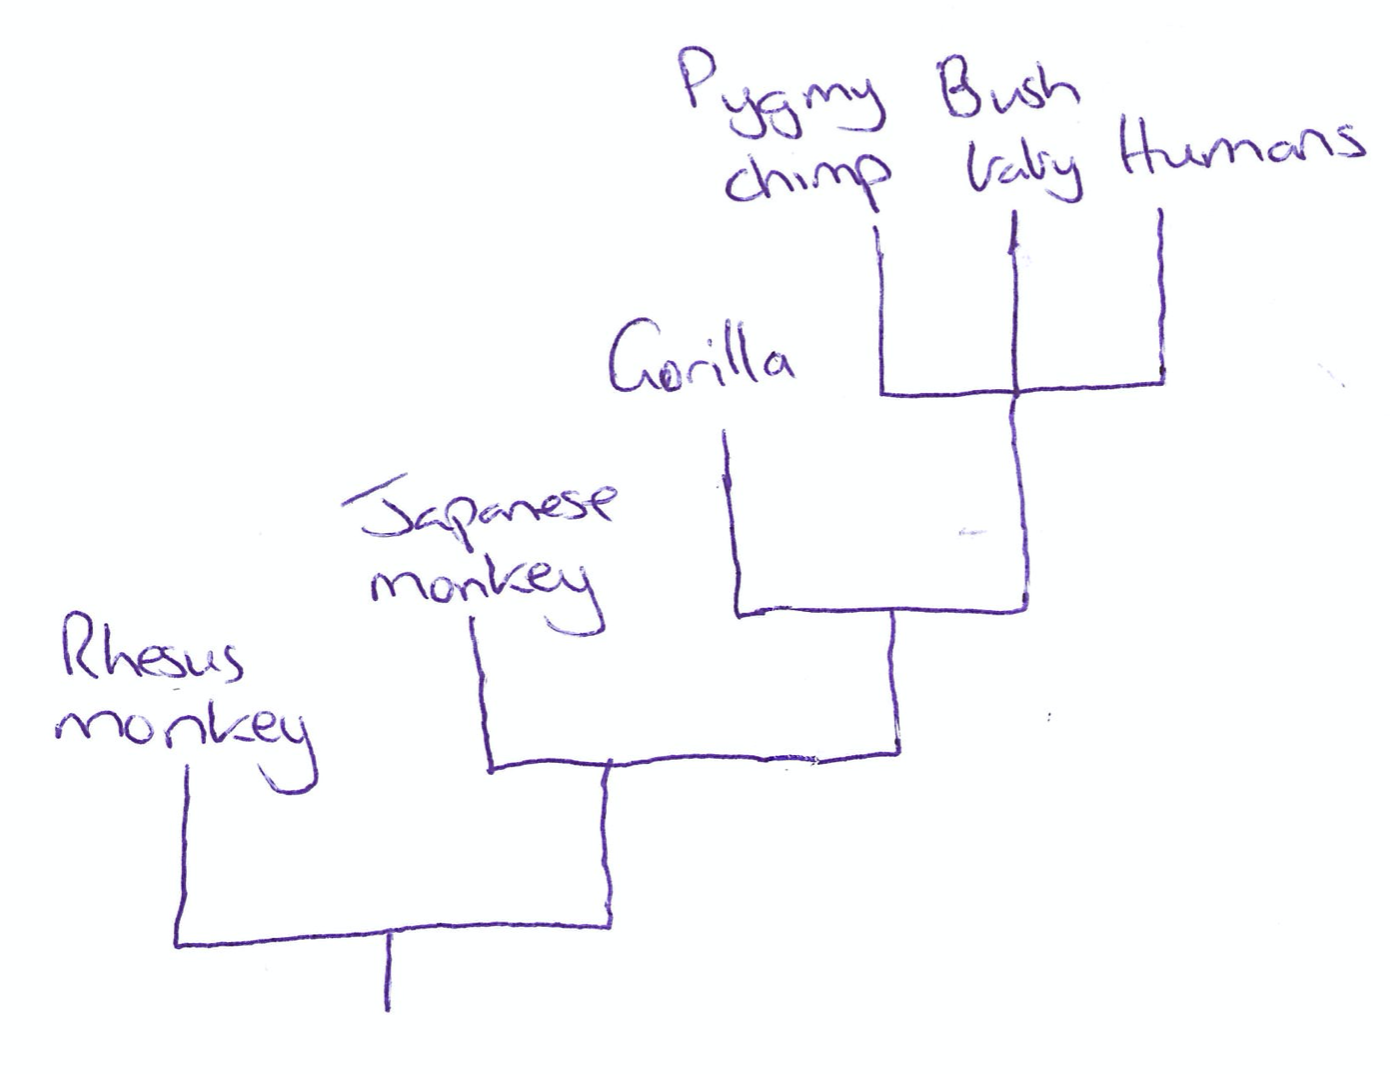 Pygmy
chimp
Bush
baby
Humans
Gorilla
Japanese
monkey
Rhesus
monkey